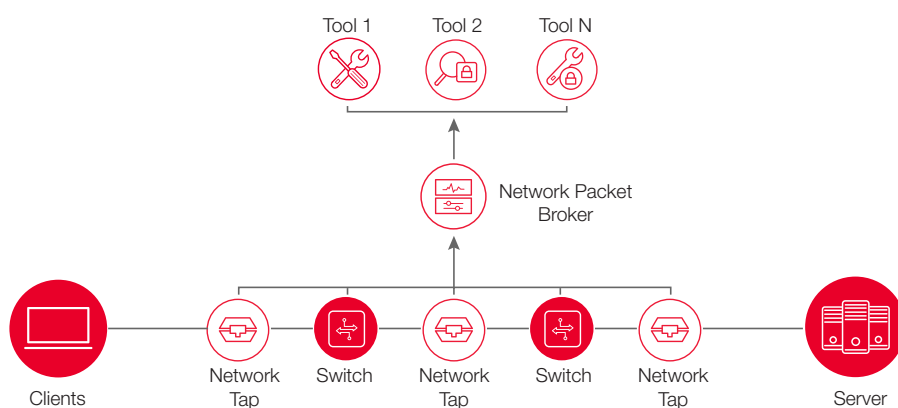 Tool 1
Tool 2
Tool N
Network Packet
Broker
Clients
Network
Tap
Switch
Network
Tap
Switch
Network
Tap
Server